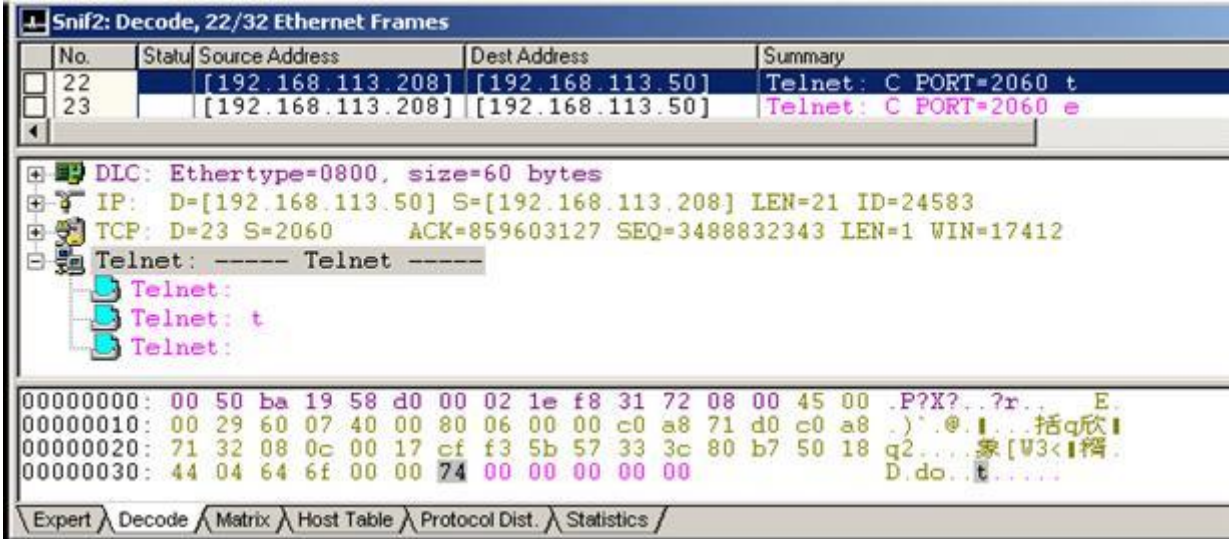 Snif2: Decode, 22/32 Ethernet Frames
No. Statu Source Address Dest Address Summary
22 [192.168.113.208] [192.168.113.50] Telnet: C PORT=2060 t
23 [192.168.113.208] [192.168.113.50] Telnet: C PORT=2060 e
DLC: Ethertype=0800, size=60 bytes
IP: D=[192.168.113.50] S=[192.168.113.208] LEN=21 ID=24583
TCP: D=23 S=2060 ACK=859603127 SEQ=3488832343 LEN=1 WIN=17412
Telnet: ----- Telnet -----
Telnet:
Telnet: t
Telnet:
00000000: 00 50 ba 19 58 d0 00 02 1e f8 31 72 08 00 45 00 .P?X?..?r.. E.
00000010: 00 29 60 07 40 00 80 06 00 00 c0 a8 71 d0 c0 a8 .)`.@. ...括q欣
00000020: 71 32 08 0c 00 17 cf f3 5b 57 33 3c 80 b7 50 18 q2....象[W3<
00000030: 44 04 64 6f 00 00 74 00 00 00 00 00 D.do..t.....
Expert Decode Matrix Host Table Protocol Dist. Statistics